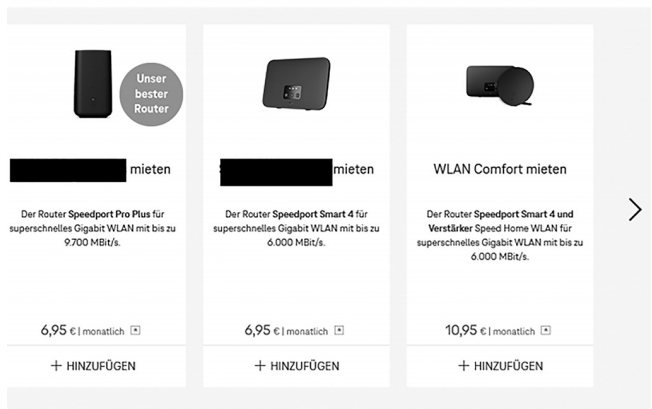 Unser
bester
Router
mieten
Der Router Speedport Pro Plus für
superschnelles Gigabit WLAN mit bis zu
9.700 MBit/s.
6,95 € | monatlich
+ HINZUFÜGEN
mieten
Der Router Speedport Smart 4 für
superschnelles Gigabit WLAN mit bis zu
6.000 MBit/s.
6,95 € | monatlich
+ HINZUFÜGEN
WLAN Comfort mieten
Der Router Speedport Smart 4 und
Verstärker Speed Home WLAN für
superschnelles Gigabit WLAN mit bis zu
6.000 MBit/s.
10,95 € | monatlich
+ HINZUFÜGEN